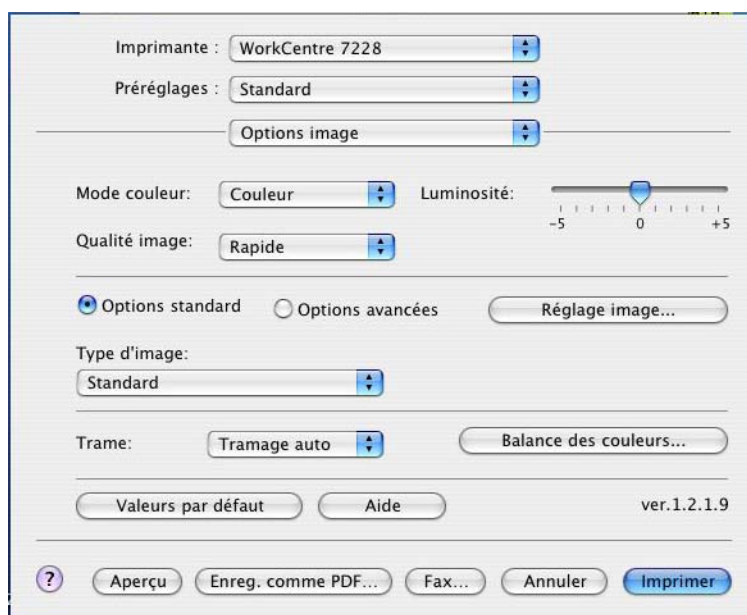 Imprimante : WorkCentre 7228
Préréglages : Standard
Options image
Mode couleur: Couleur Luminosité:
-5 0 +5
Qualité image: Rapide
Options standard Options avancées Réglage image...
Type d'image:
Standard
Trame: Tramage auto Balance des couleurs...
Valeurs par défaut Aide ver.1.2.1.9
? Aperçu Enreg. comme PDF... Fax... Annuler Imprimer